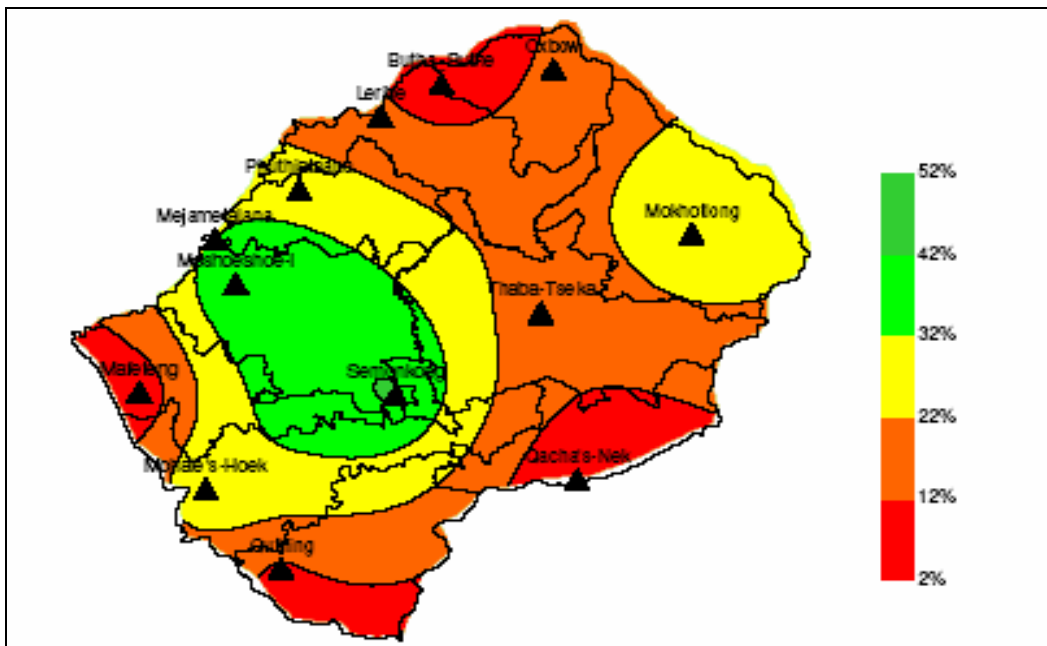 Oxbow
Butha-Buthe
Leribe
Phuthiatsana
52%
Mokhotlong
Mejametalana
Moshoeshoe-I
42%
Thaba-Tseka
32%
Mafeteng
Semonkong
22%
Qacha's-Nek
Mohale's-Hoek
12%
Quthing
2%